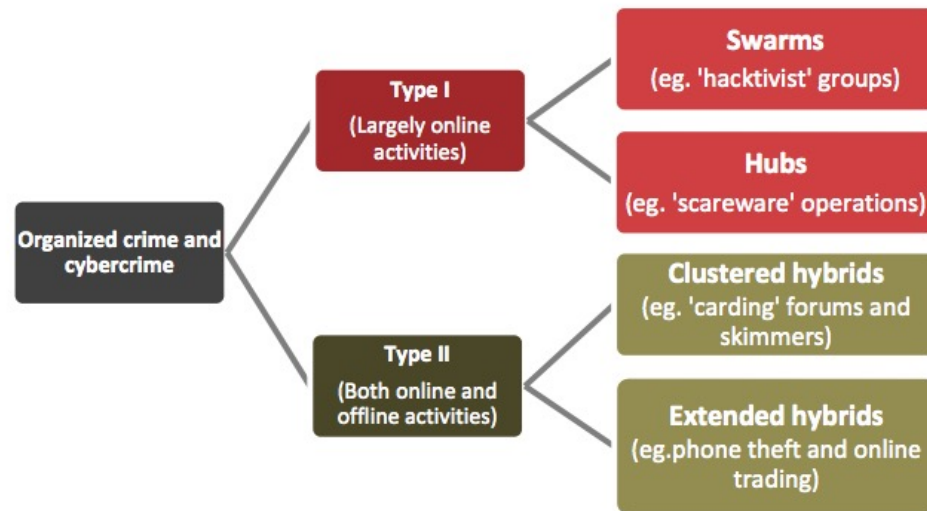 Organized crime and
cybercrime
Type I
(Largely online
activities)
Swarms
(eg. 'hacktivist' groups)
Hubs
(eg. 'scareware' operations)
Type II
(Both online and
offline activities)
Clustered hybrids
(eg. 'carding' forums and
skimmers)
Extended hybrids
(eg.phone theft and online
trading)